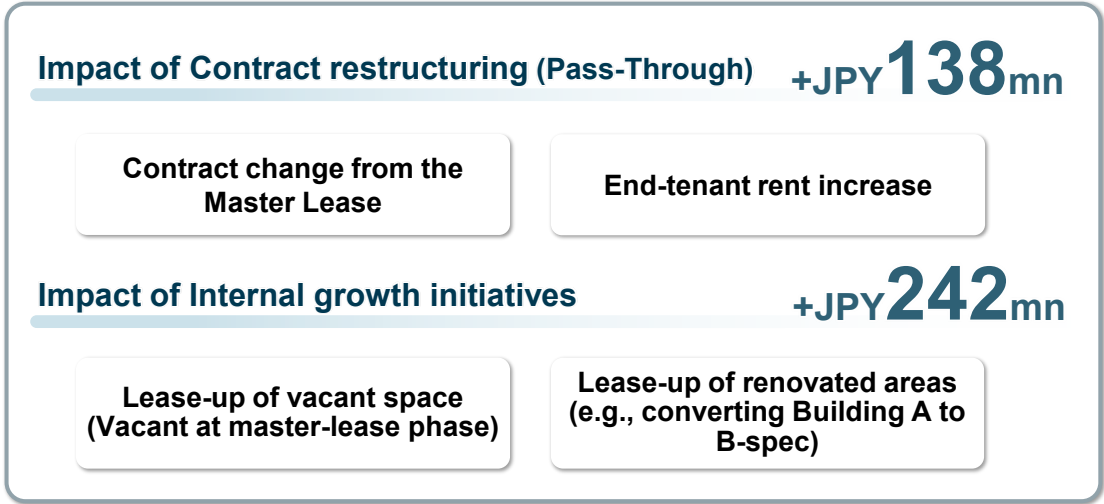 Impact of Contract restructuring (Pass-Through) +JPY138mn
Contract change from the
Master Lease
End-tenant rent increase
Impact of Internal growth initiatives +JPY242mn
Lease-up of vacant space
(Vacant at master-lease phase)
Lease-up of renovated areas
(e.g., converting Building A to
B-spec)